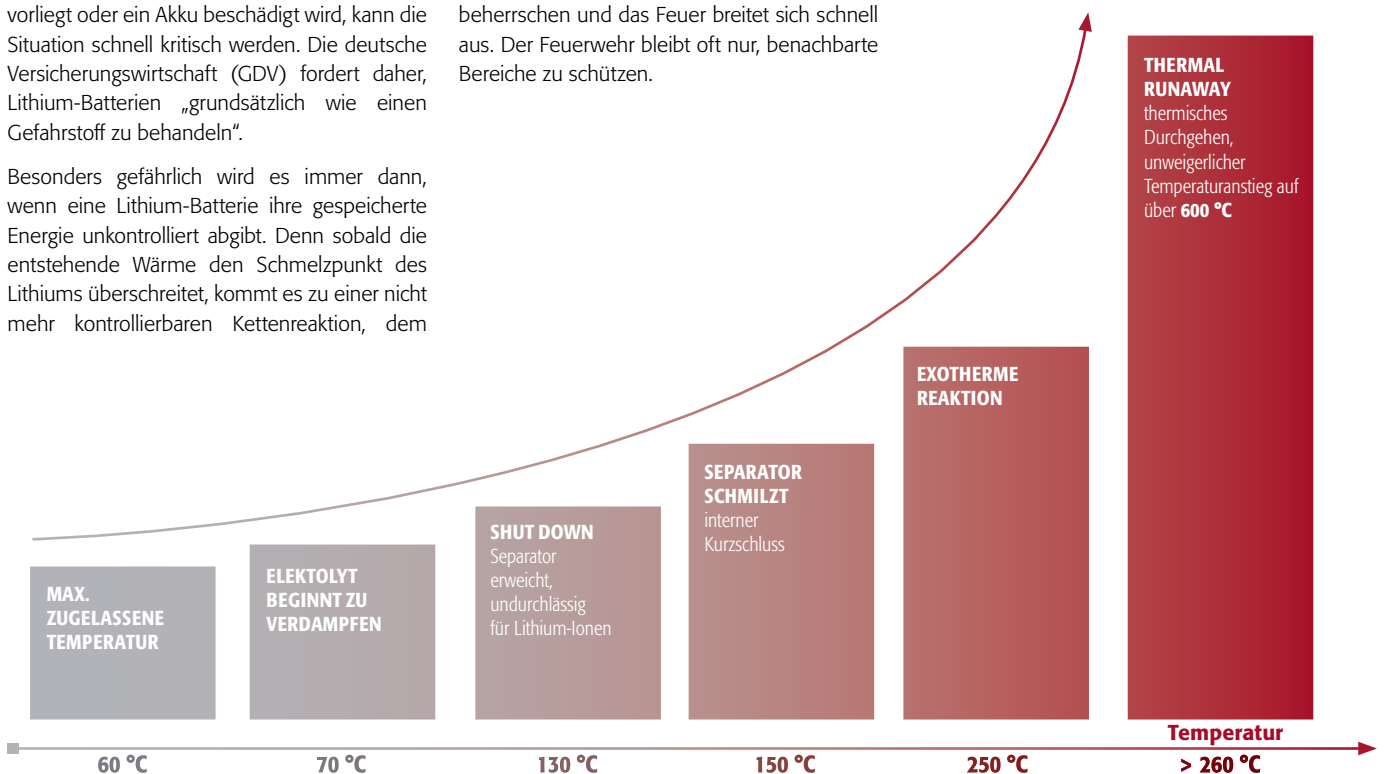 vorliegt oder ein Akku beschädigt wird, kann die
Situation schnell kritisch werden. Die deutsche
Versicherungswirtschaft (GDV) fordert daher,
Lithium-Batterien „grundsätzlich wie einen
Gefahrstoff zu behandeln“.
Besonders gefährlich wird es immer dann,
wenn eine Lithium-Batterie ihre gespeicherte
Energie unkontrolliert abgibt. Denn sobald die
entstehende Wärme den Schmelzpunkt des
Lithiums überschreitet, kommt es zu einer nicht
mehr kontrollierbaren Kettenreaktion, dem
beherrschen und das Feuer breitet sich schnell
aus. Der Feuerwehr bleibt oft nur, benachbarte
Bereiche zu schützen.
MAX.
ZUGELASSENE
TEMPERATUR
ELEKTOLYT
BEGINNT ZU
VERDAMPFEN
SHUT DOWN
Separator
erweicht,
undurchlässig
für Lithium-Ionen
SEPARATOR
SCHMILZT
interner
Kurzschluss
EXOTHERME
REAKTION
THERMAL
RUNAWAY
thermisches
Durchgehen,
unweigerlicher
Temperaturanstieg auf
über 600 °C
Temperatur
60 °C
70 °C
130 °C
150 °C
250 °C
> 260 °C